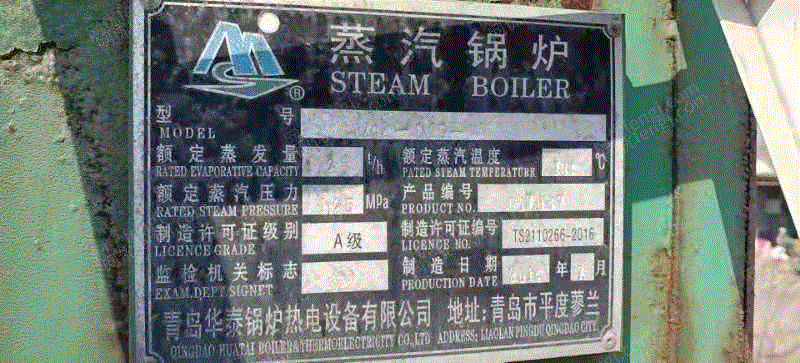 蒸汽锅炉
STEAM BOILER
®
型 号
MODEL
额定蒸发量 t/h 额定蒸汽温度 ℃
RATED EVAPORATIVE CAPACITY PATED STEAM TEMPERATURE
额定蒸汽压力 MPa 产品编号
RATED STEAM PRESSURE PRODUCT NO.
制造许可证级别 A级 制造许可证编号 TS2110266-2016
LICENCE GRADE LICENCE NO.
监检机关标志 制造日期 年 月
EXAM.DEPT SIGNET PRODUCTION DATE
青岛华泰锅炉热电设备有限公司 地址:青岛市平度蓼兰
QINGDAO HUATAI BOILER&THERMOELECTRICITY CO.LTD. ADDRESS: LIAOLAN PINGDU QINGDAO CITY.